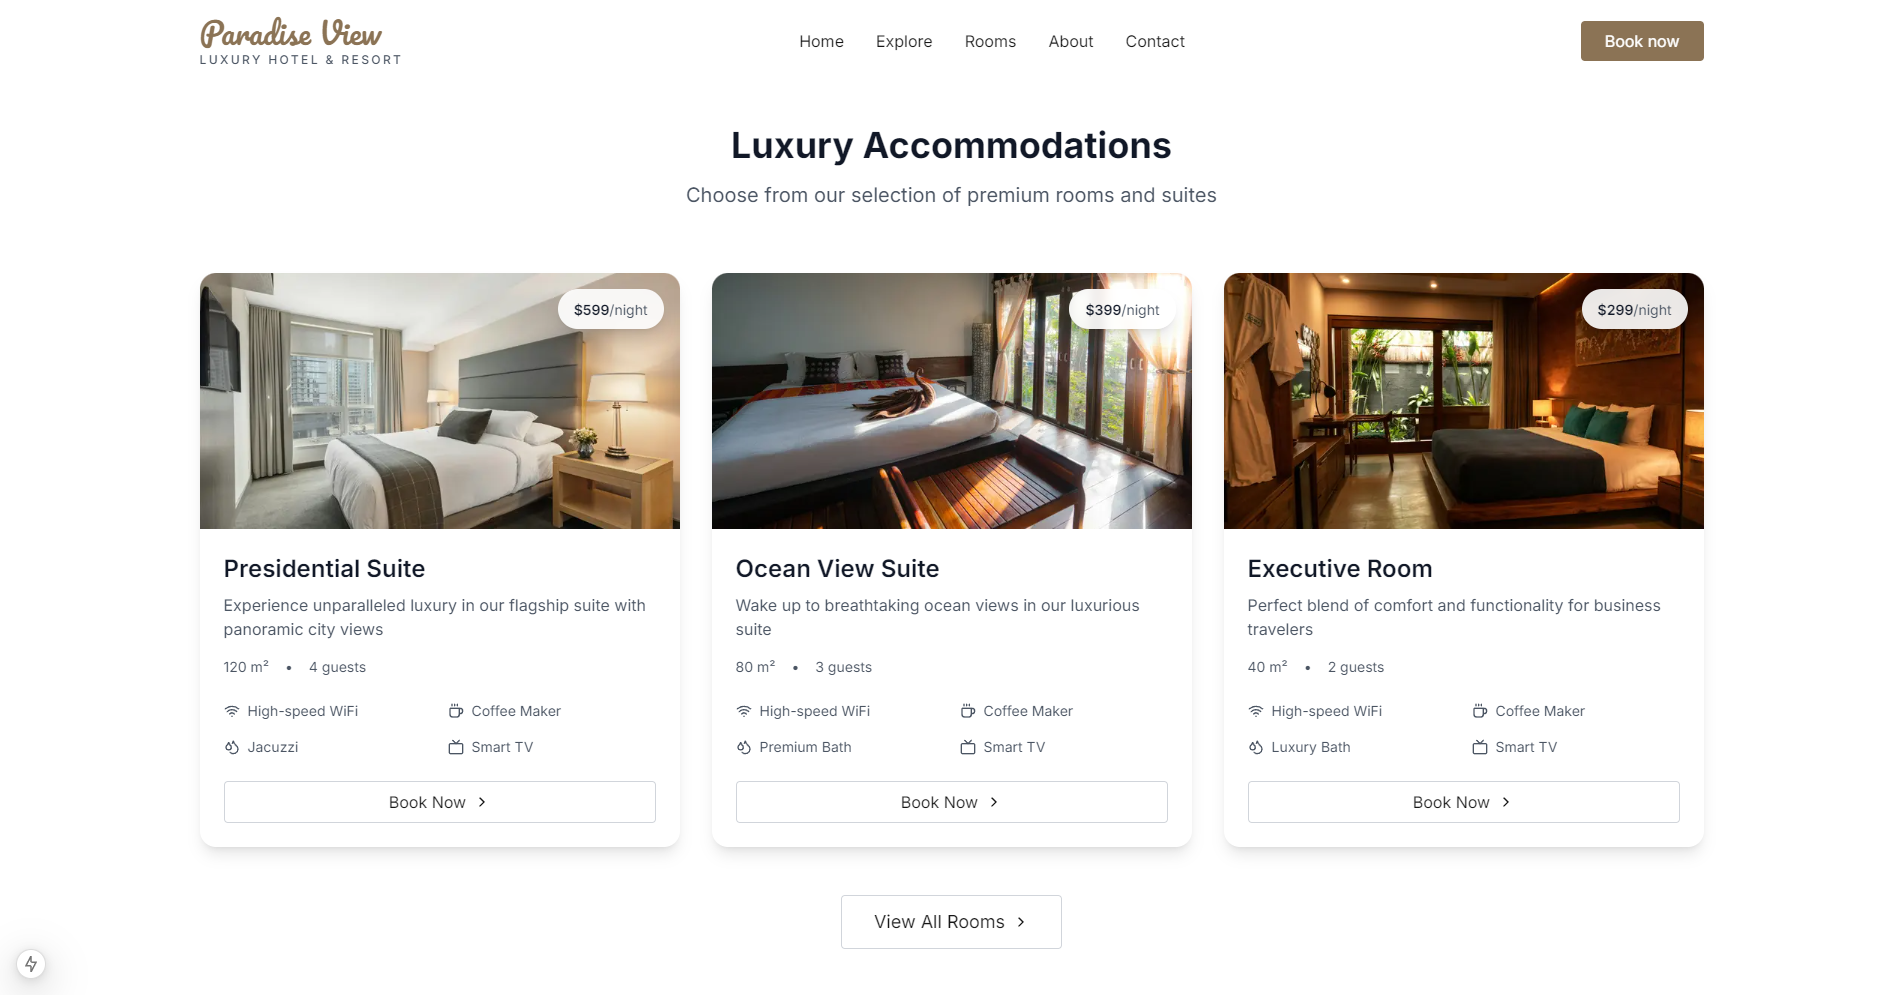 Paradise View
LUXURY HOTEL & RESORT
Home
Explore
Rooms
About
Contact
Book now
Luxury Accommodations
Choose from our selection of premium rooms and suites
$599/night
Presidential Suite
Experience unparalleled luxury in our flagship suite with
panoramic city views
120 m² • 4 guests
High-speed WiFi
Coffee Maker
Jacuzzi
Smart TV
Book Now
$399/night
Ocean View Suite
Wake up to breathtaking ocean views in our luxurious
suite
80 m² • 3 guests
High-speed WiFi
Coffee Maker
Premium Bath
Smart TV
Book Now
$299/night
Executive Room
Perfect blend of comfort and functionality for business
travelers
40 m² • 2 guests
High-speed WiFi
Coffee Maker
Luxury Bath
Smart TV
Book Now
View All Rooms